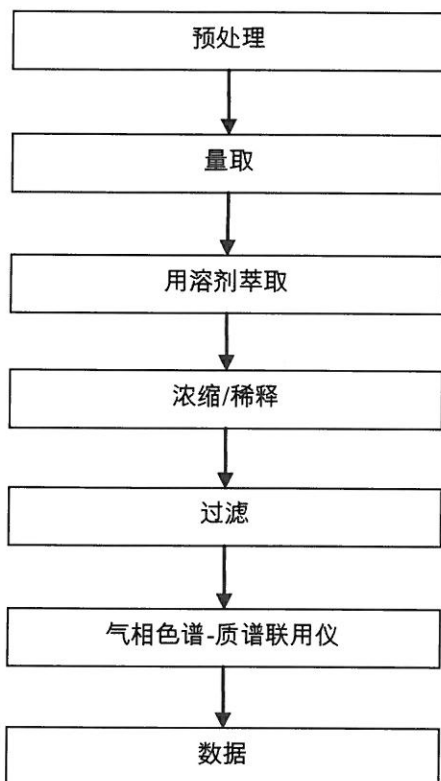 预处理
量取
用溶剂萃取
浓缩/稀释
过滤
气相色谱-质谱联用仪
数据